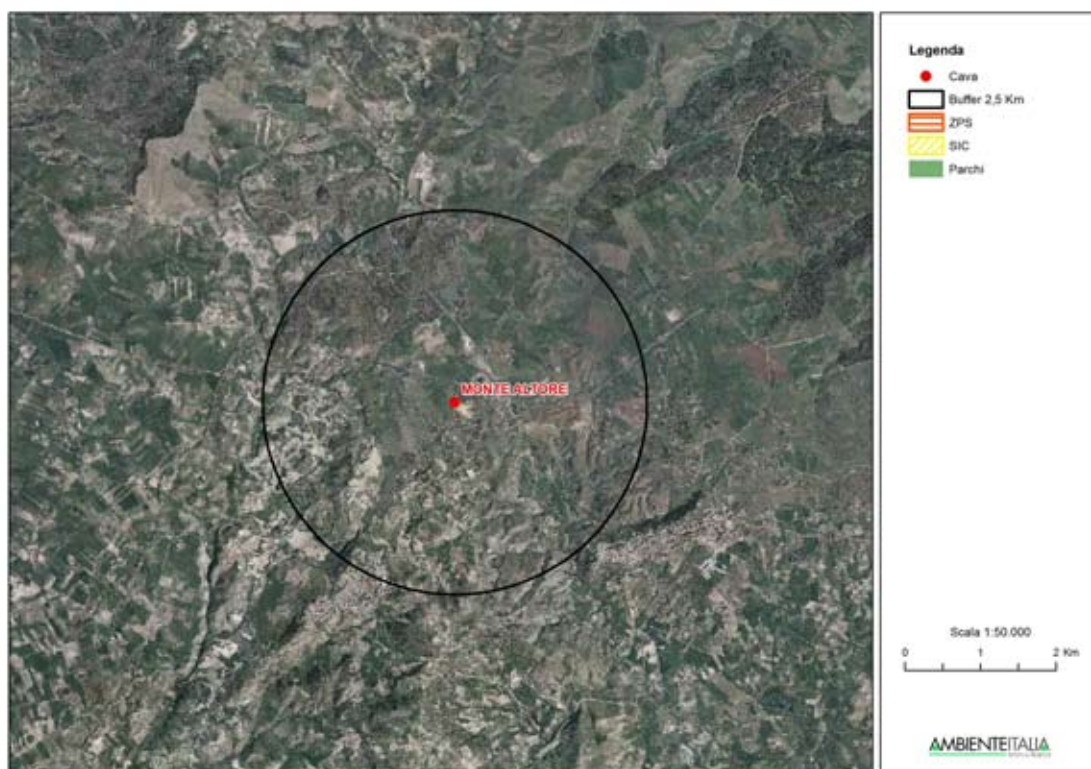 MONTE ALTORE
Legenda
Cava
Buffer 2,5 Km
ZPS
SIC
Parchi
Scala 1:50.000
0 1 2 Km
AMBIENTEITALIA